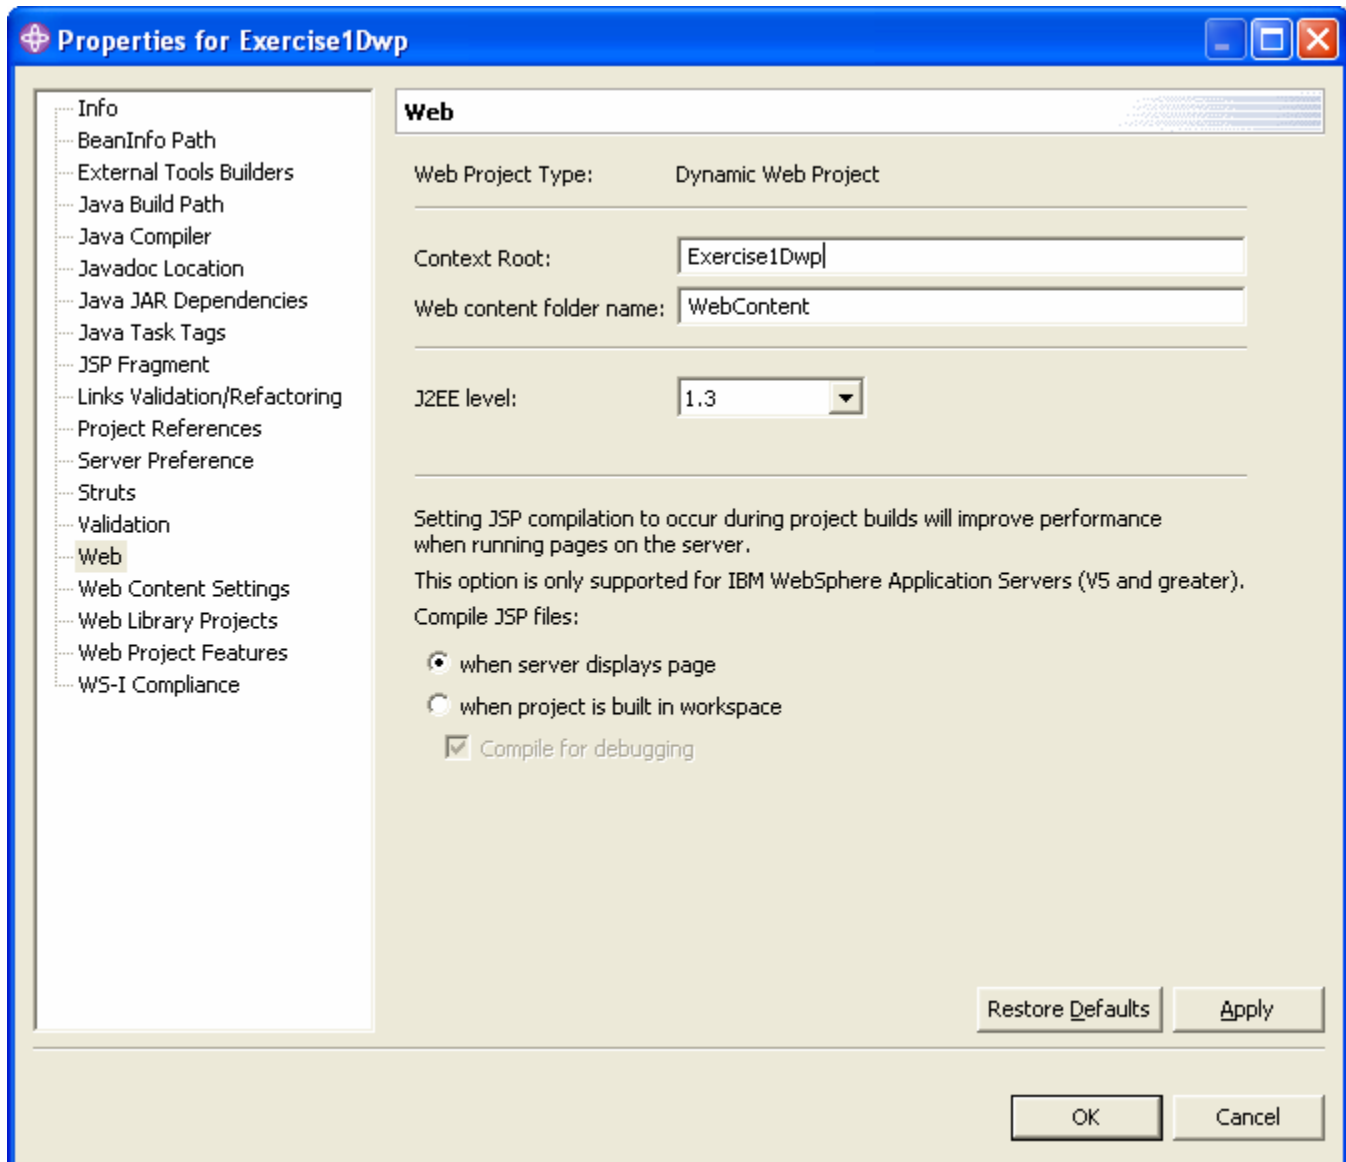 Properties for Exercise1Dwp
Info
BeanInfo Path
External Tools Builders
Java Build Path
Java Compiler
Javadoc Location
Java JAR Dependencies
Java Task Tags
JSP Fragment
Links Validation/Refactoring
Project References
Server Preference
Struts
Validation
Web
Web Content Settings
Web Library Projects
Web Project Features
WS-I Compliance
Web
Web Project Type: Dynamic Web Project
Context Root: Exercise1Dwp
Web content folder name: WebContent
J2EE level: 1.3
Setting JSP compilation to occur during project builds will improve performance
when running pages on the server.
This option is only supported for IBM WebSphere Application Servers (V5 and greater).
Compile JSP files:
when server displays page
when project is built in workspace
Compile for debugging
Restore Defaults Apply
OK Cancel